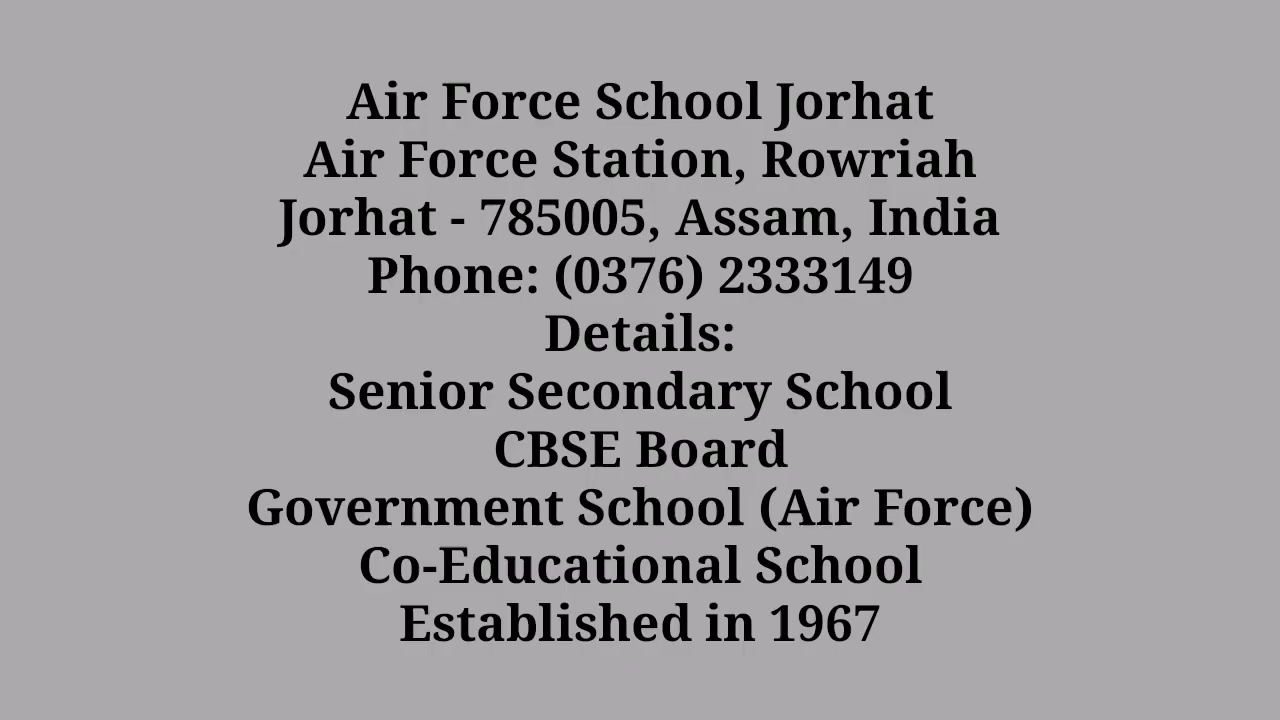 Air Force School Jorhat
Air Force Station, Rowriah
Jorhat - 785005, Assam, India
Phone: (0376) 2333149
Details:
Senior Secondary School
CBSE Board
Government School (Air Force)
Co-Educational School
Established in 1967